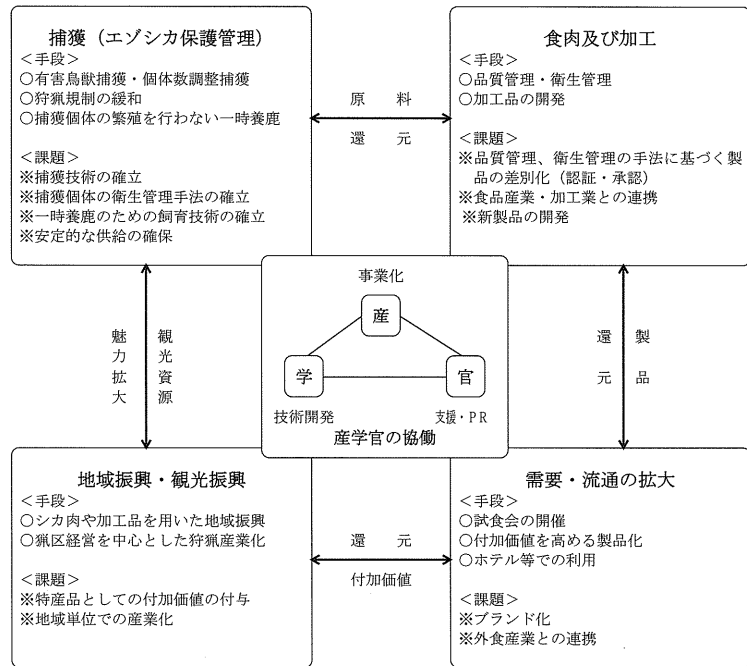 捕獲（エゾシカ保護管理）
＜手段＞
○有害鳥獣捕獲・個体数調整捕獲
○狩猟規制の緩和
○捕獲個体の繁殖を行わない一時養鹿
＜課題＞
※捕獲技術の確立
※捕獲個体の衛生管理手法の確立
※一時養鹿のための飼育技術の確立
※安定的な供給の確保
原料
還元
食肉及び加工
＜手段＞
○品質管理・衛生管理
○加工品の開発
＜課題＞
※品質管理、衛生管理の手法に基づく製
品の差別化（認証・承認）
※食品産業・加工業との連携
※新製品の開発
魅力拡大
観光資源
事業化
産
学
官
技術開発
支援・PR
産学官の協働
還元
製品
地域振興・観光振興
＜手段＞
○シカ肉や加工品を用いた地域振興
○猟区経営を中心とした狩猟産業化
＜課題＞
※特産品としての付加価値の付与
※地域単位での産業化
還元
付加価値
需要・流通の拡大
＜手段＞
○試食会の開催
○付加価値を高める製品化
○ホテル等での利用
＜課題＞
※ブランド化
※外食産業との連携